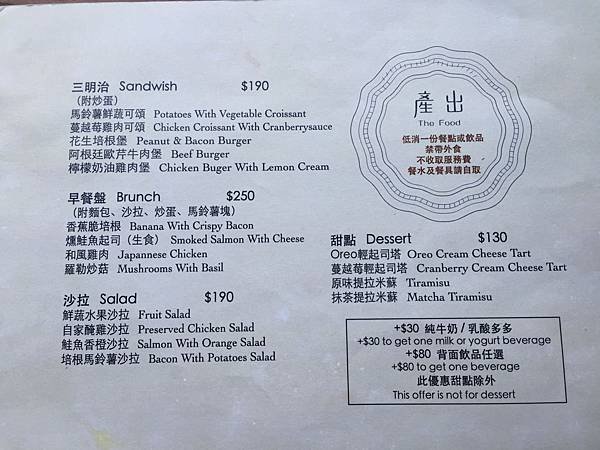 三明治 Sandwish $190
（附炒蛋）
馬鈴薯鮮蔬可頌 Potatoes With Vegetable Croissant
蔓越莓雞肉可頌 Chicken Croissant With Cranberrysauce
花生培根堡 Peanut & Bacon Burger
阿根廷歐芹牛肉堡 Beef Burger
檸檬奶油雞肉堡 Chicken Buger With Lemon Cream
早餐盤 Brunch $250
（附麵包、沙拉、炒蛋、馬鈴薯塊）
香蕉脆培根 Banana With Crispy Bacon
燻鮭魚起司（生食） Smoked Salmon With Cheese
和風雞肉 Japannese Chicken
羅勒炒菇 Mushrooms With Basil
沙拉 Salad $190
鮮蔬水果沙拉 Fruit Salad
自家醃雞沙拉 Preserved Chicken Salad
鮭魚香橙沙拉 Salmon With Orange Salad
培根馬鈴薯沙拉 Bacon With Potatoes Salad
產出
The Food
低消一份餐點或飲品
禁帶外食
不收取服務費
餐水及餐具請自取
甜點 Dessert $130
Oreo輕起司塔 Oreo Cream Cheese Tart
蔓越莓輕起司塔 Cranberry Cream Cheese Tart
原味提拉米蘇 Tiramisu
抹茶提拉米蘇 Matcha Tiramisu
+$30 純牛奶 / 乳酸多多
+$30 to get one milk or yogurt beverage
+$80 背面飲品任選
+$80 to get one beverage
此優惠甜點除外
This offer is not for dessert